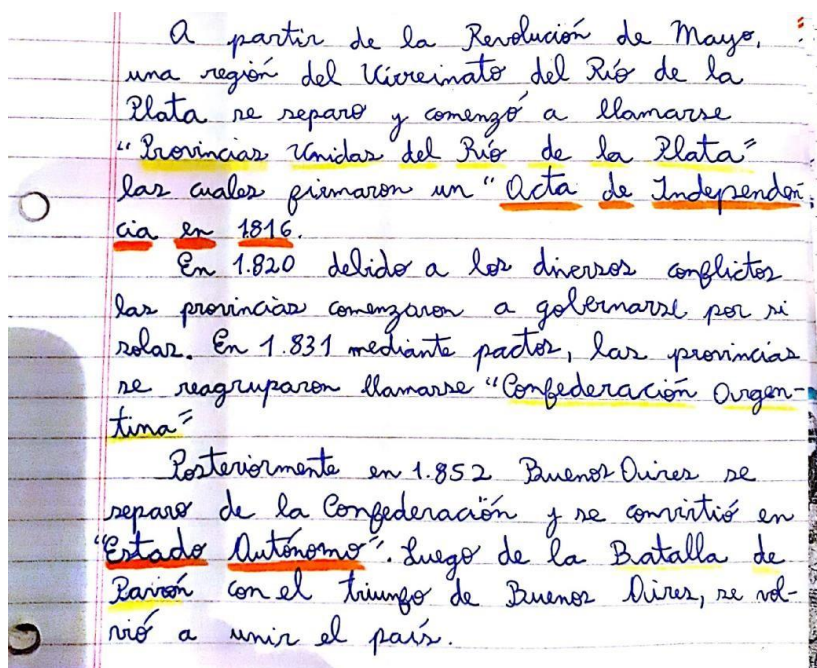 A partir de la Revolución de Mayo,
una región del Virreinato del Río de la
Plata se separo y comenzó a llamarse
"Provincias Unidas del Río de la Plata"
las cuales firmaron un "Acta de Independen
cia en 1816.
En 1.820 debido a los diversos conflictos
las provincias comenzaron a gobernarse por si
solas. En 1.831 mediante pactos, las provincias
se reagruparon llamarse "Confederación Argen-
tina"
Posteriormente en 1.852 Buenos Aires se
separo de la Confederación y se convirtió en
"Estado Autónomo". Luego de la Batalla de
Pavón con el triunfo de Buenos Aires, se vol-
vió a unir el país.